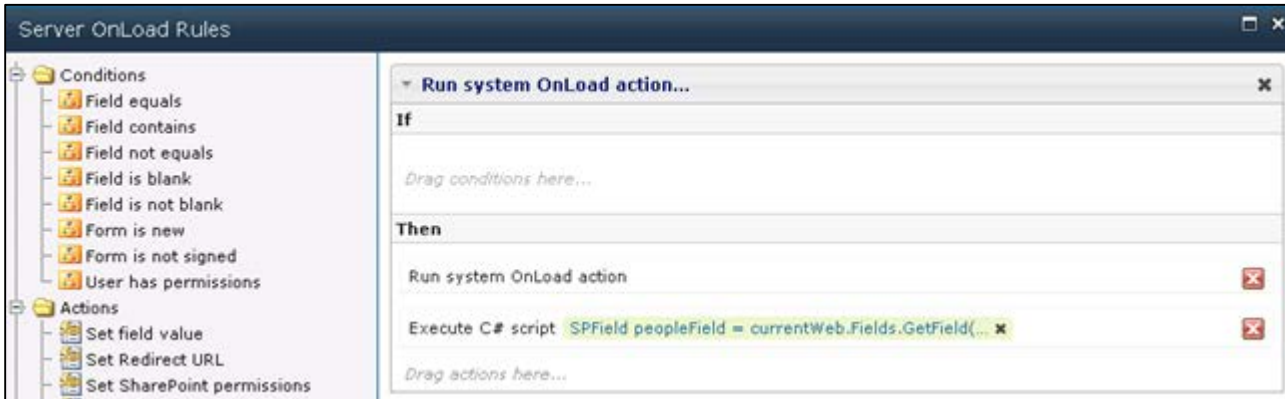 Server OnLoad Rules
Conditions
Field equals
Field contains
Field not equals
Field is blank
Field is not blank
Form is new
Form is not signed
User has permissions
Actions
Set field value
Set Redirect URL
Set SharePoint permissions
Run system OnLoad action...
If
Drag conditions here...
Then
Run system OnLoad action
Execute C# script SPField peopleField = currentWeb.Fields.GetField(...
Drag actions here...